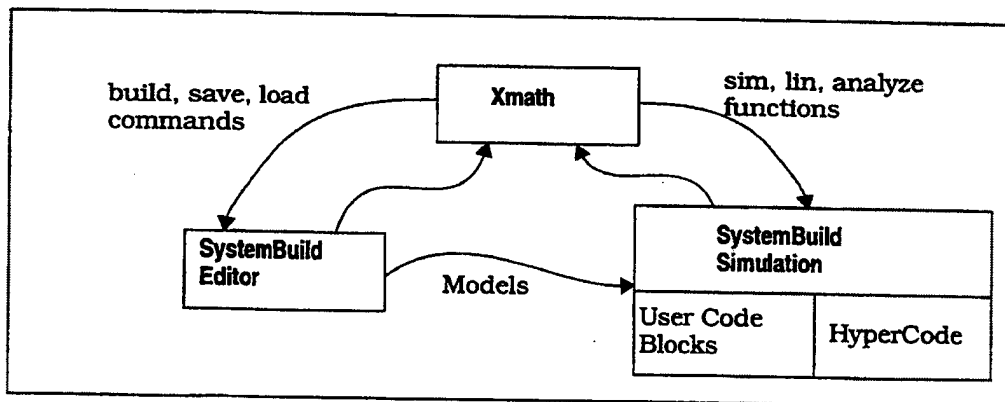 build, save, load
commands
Xmath
sim, lin, analyze
functions
SystemBuild
Editor
Models
SystemBuild
Simulation
User Code
Blocks
HyperCode